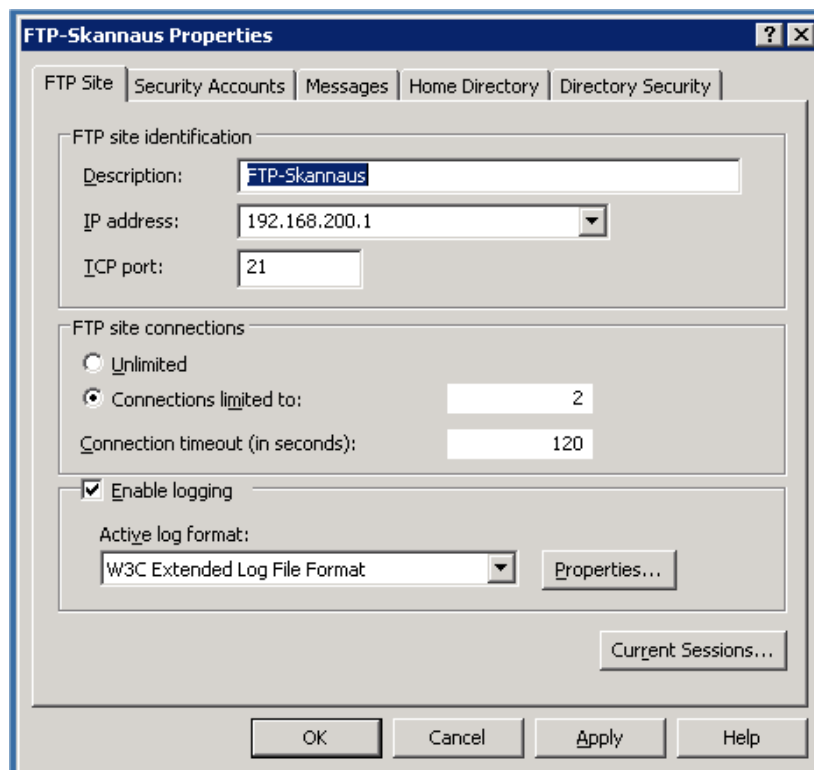 FTP-Skannaus Properties
FTP Site Security Accounts Messages Home Directory Directory Security
FTP site identification
Description: FTP-Skannaus
IP address: 192.168.200.1
TCP port: 21
FTP site connections
Unlimited
Connections limited to: 2
Connection timeout (in seconds): 120
Enable logging
Active log format:
W3C Extended Log File Format Properties...
Current Sessions...
OK Cancel Apply Help